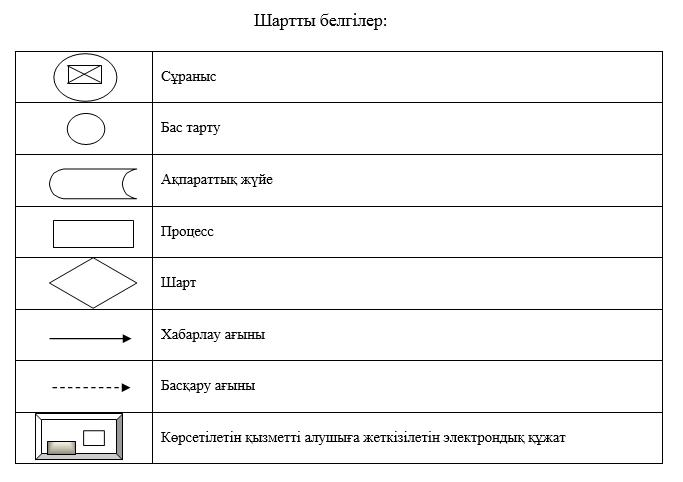 Шартты белгілер:
Сұраныс
Бас тарту
Ақпараттық жүйе
Процесс
Шарт
Хабарлау ағыны
Басқару ағыны
Көрсетілетін қызметті алушыға жеткізілетін электрондық құжат